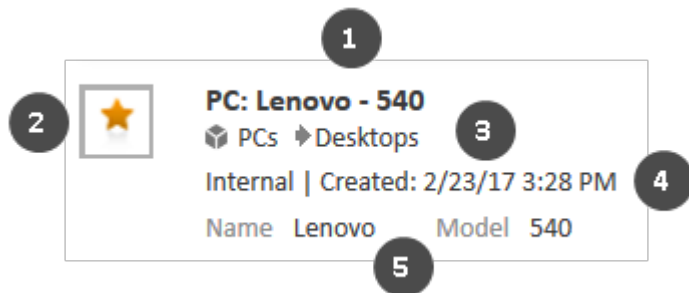 1
2
PC: Lenovo - 540
PCs Desktops
3
Internal | Created: 2/23/17 3:28 PM
4
Name Lenovo Model 540
5